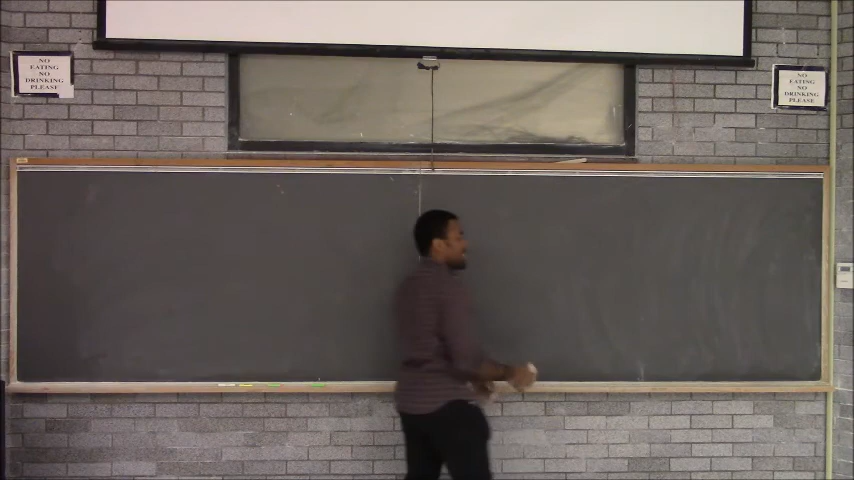 NO
EATING
NO
DRINKING
PLEASE
NO
EATING
NO
DRINKING
PLEASE